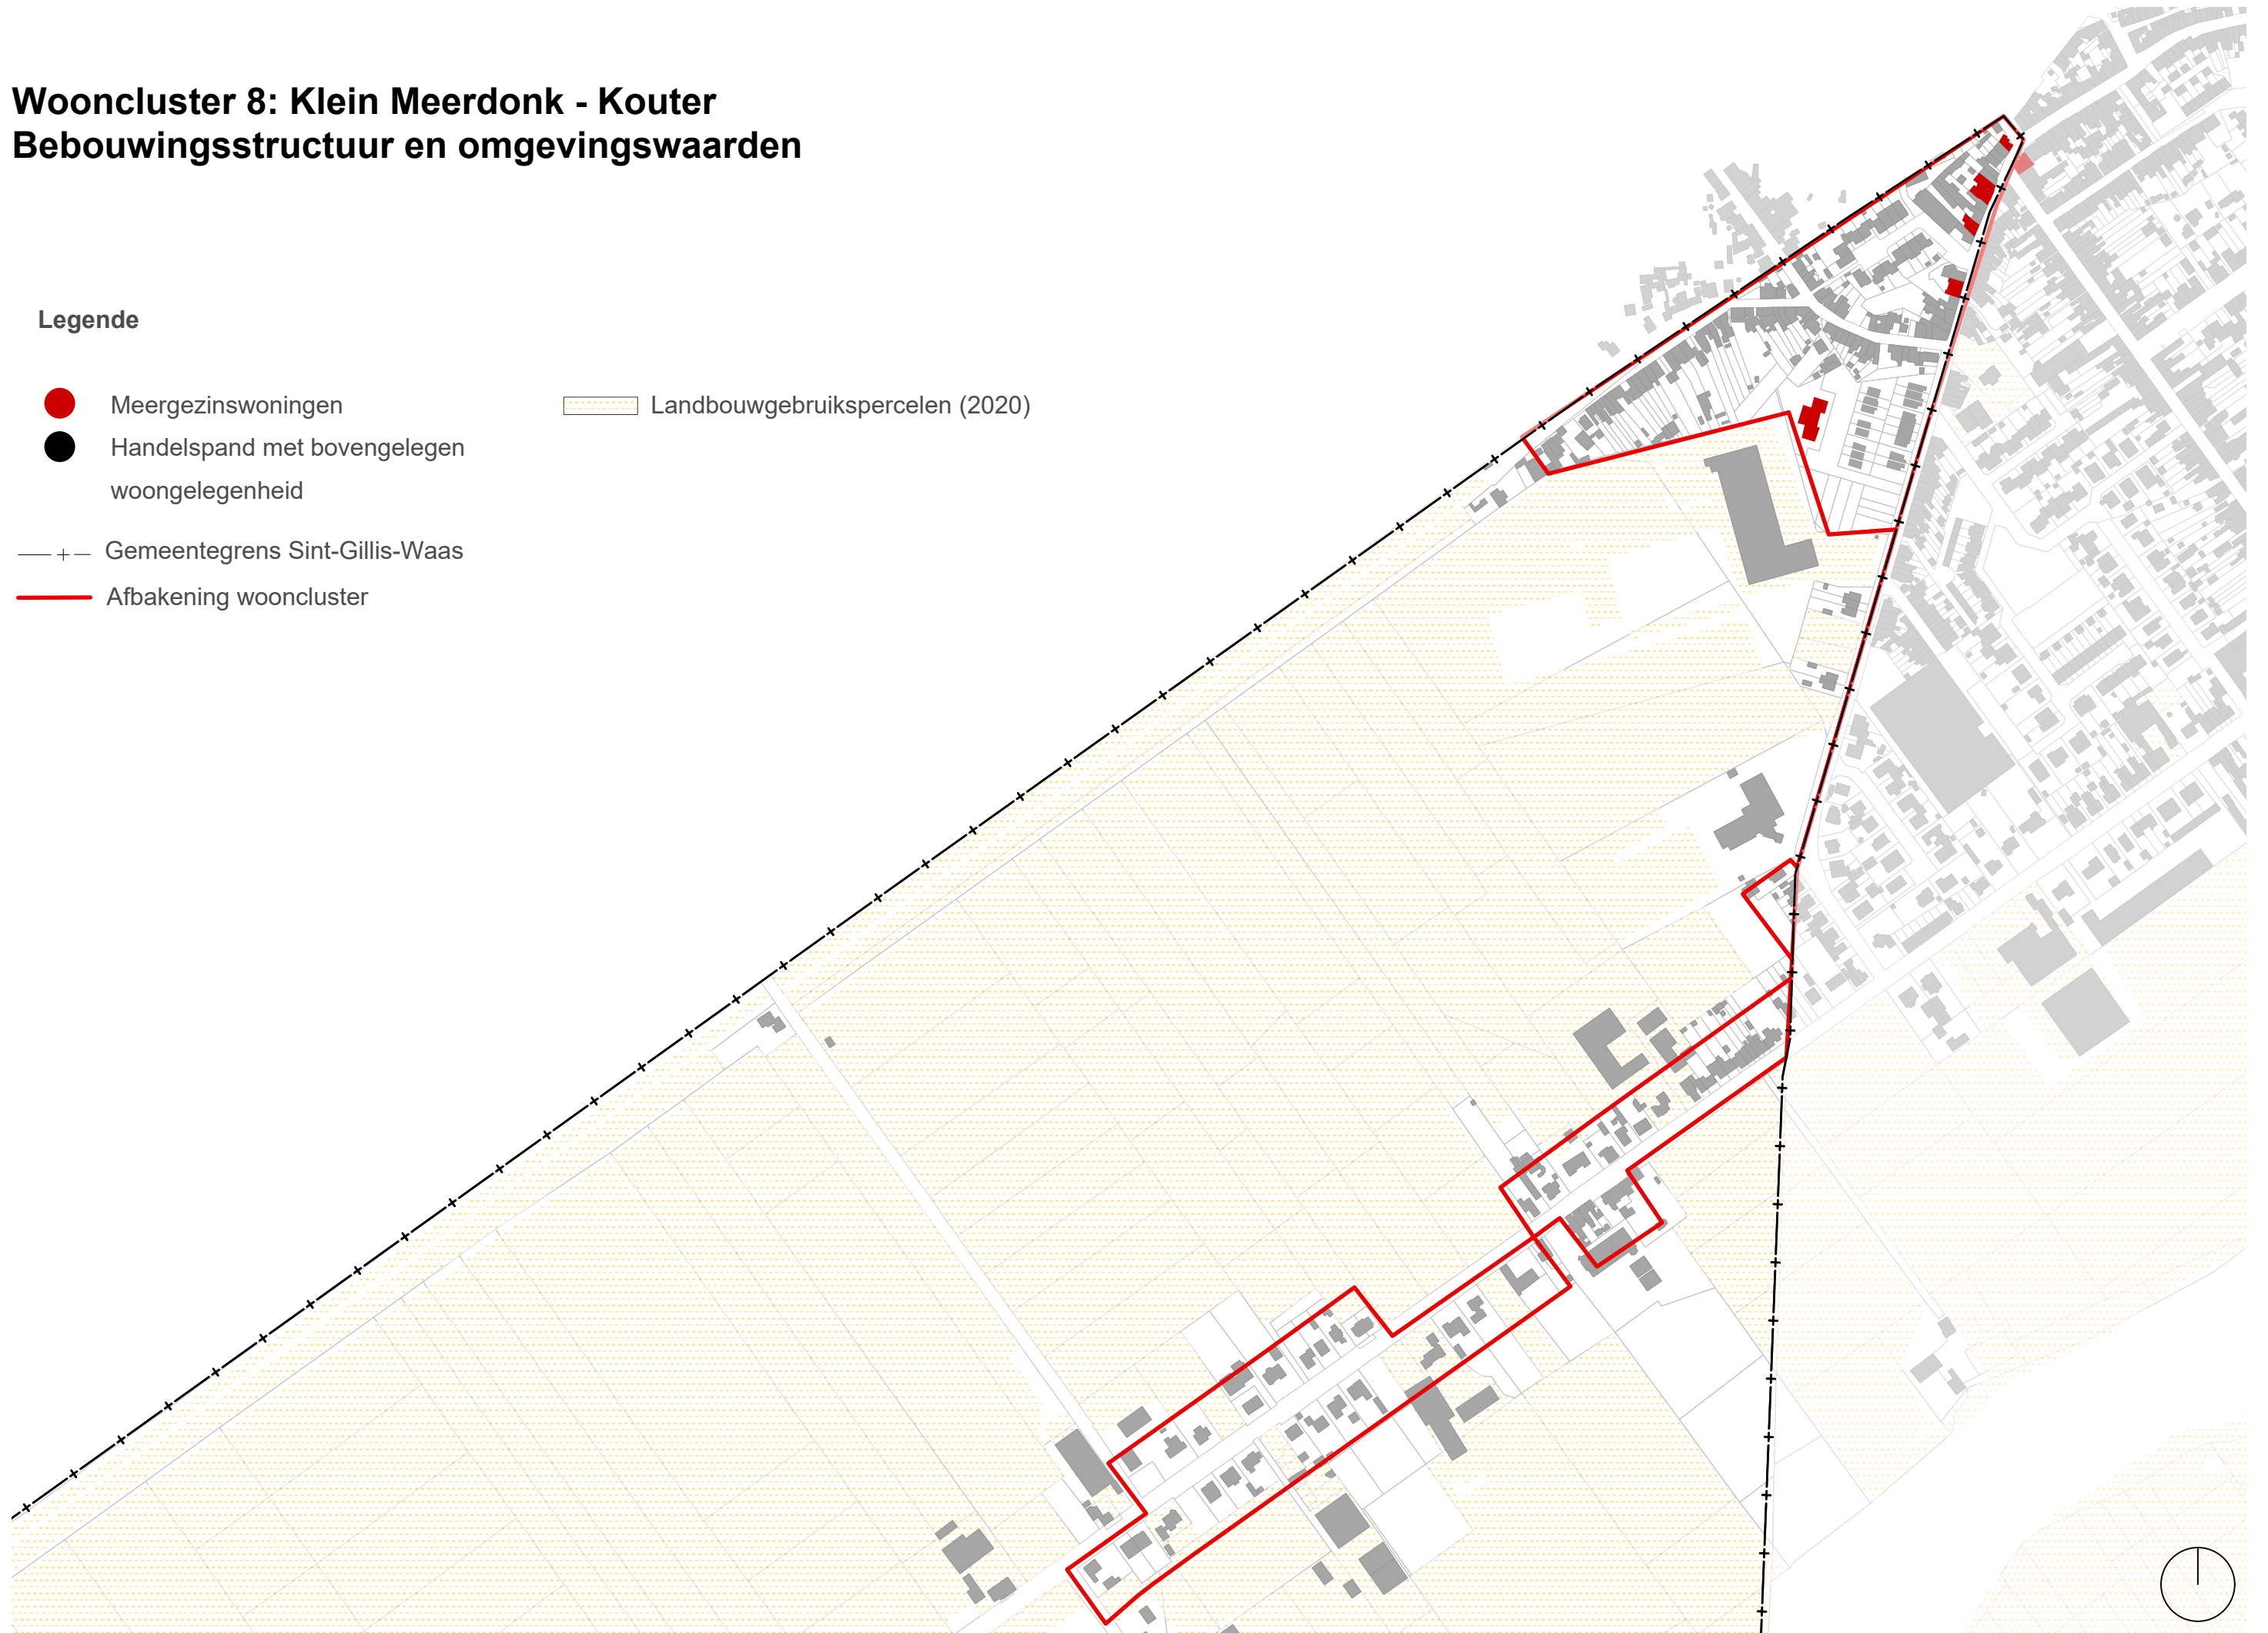 Wooncluster 8: Klein Meerdonk - Kouter
Bebouwingsstructuur en omgevingswaarden
Legende
Meergezinswoningen
Handelspand met bovengelegen
woongelegenheid
Gemeentegrens Sint-Gillis-Waas
Afbakening wooncluster
Landbouwgebruikspercelen (2020)